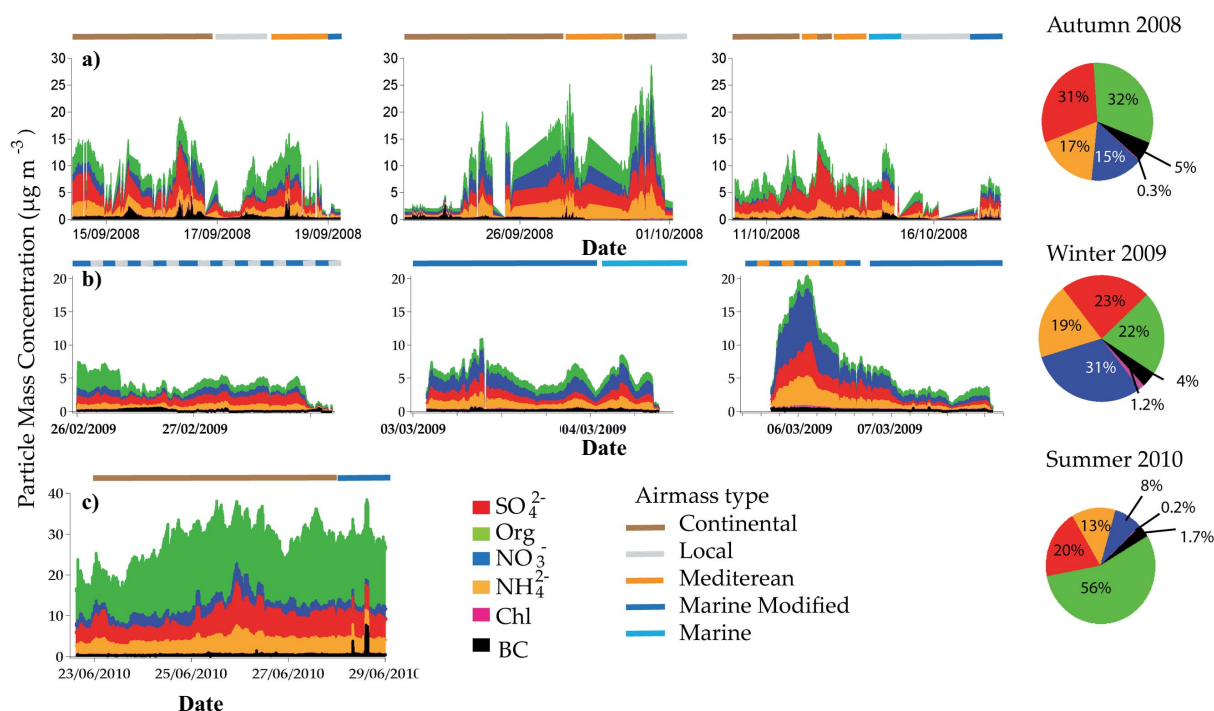 Autumn 2008
a)
30
25
20
15
10
5
0
15/09/2008 17/09/2008 19/09/2008
30
25
20
15
10
5
0
26/09/2008 01/10/2008
Date
30
25
20
15
10
5
0
11/10/2008 16/10/2008
31% 32%
17% 15% 5%
0.3%
Particle Mass Concentration (µg m⁻³)
Winter 2009
b)
20
15
10
5
0
26/02/2009 27/02/2009
20
15
10
5
0
03/03/2009 04/03/2009
Date
20
15
10
5
0
06/03/2009 07/03/2009
23%
19% 22%
31% 4%
1.2%
Summer 2010
c)
40
30
20
10
0
23/06/2010 25/06/2010 27/06/2010 29/06/2010
Date
SO₄²⁻
Org
NO₃⁻
NH₄²⁻
Chl
BC
Airmass type
Continental
Local
Mediterean
Marine Modified
Marine
8%
13% 0.2%
20% 1.7%
56%